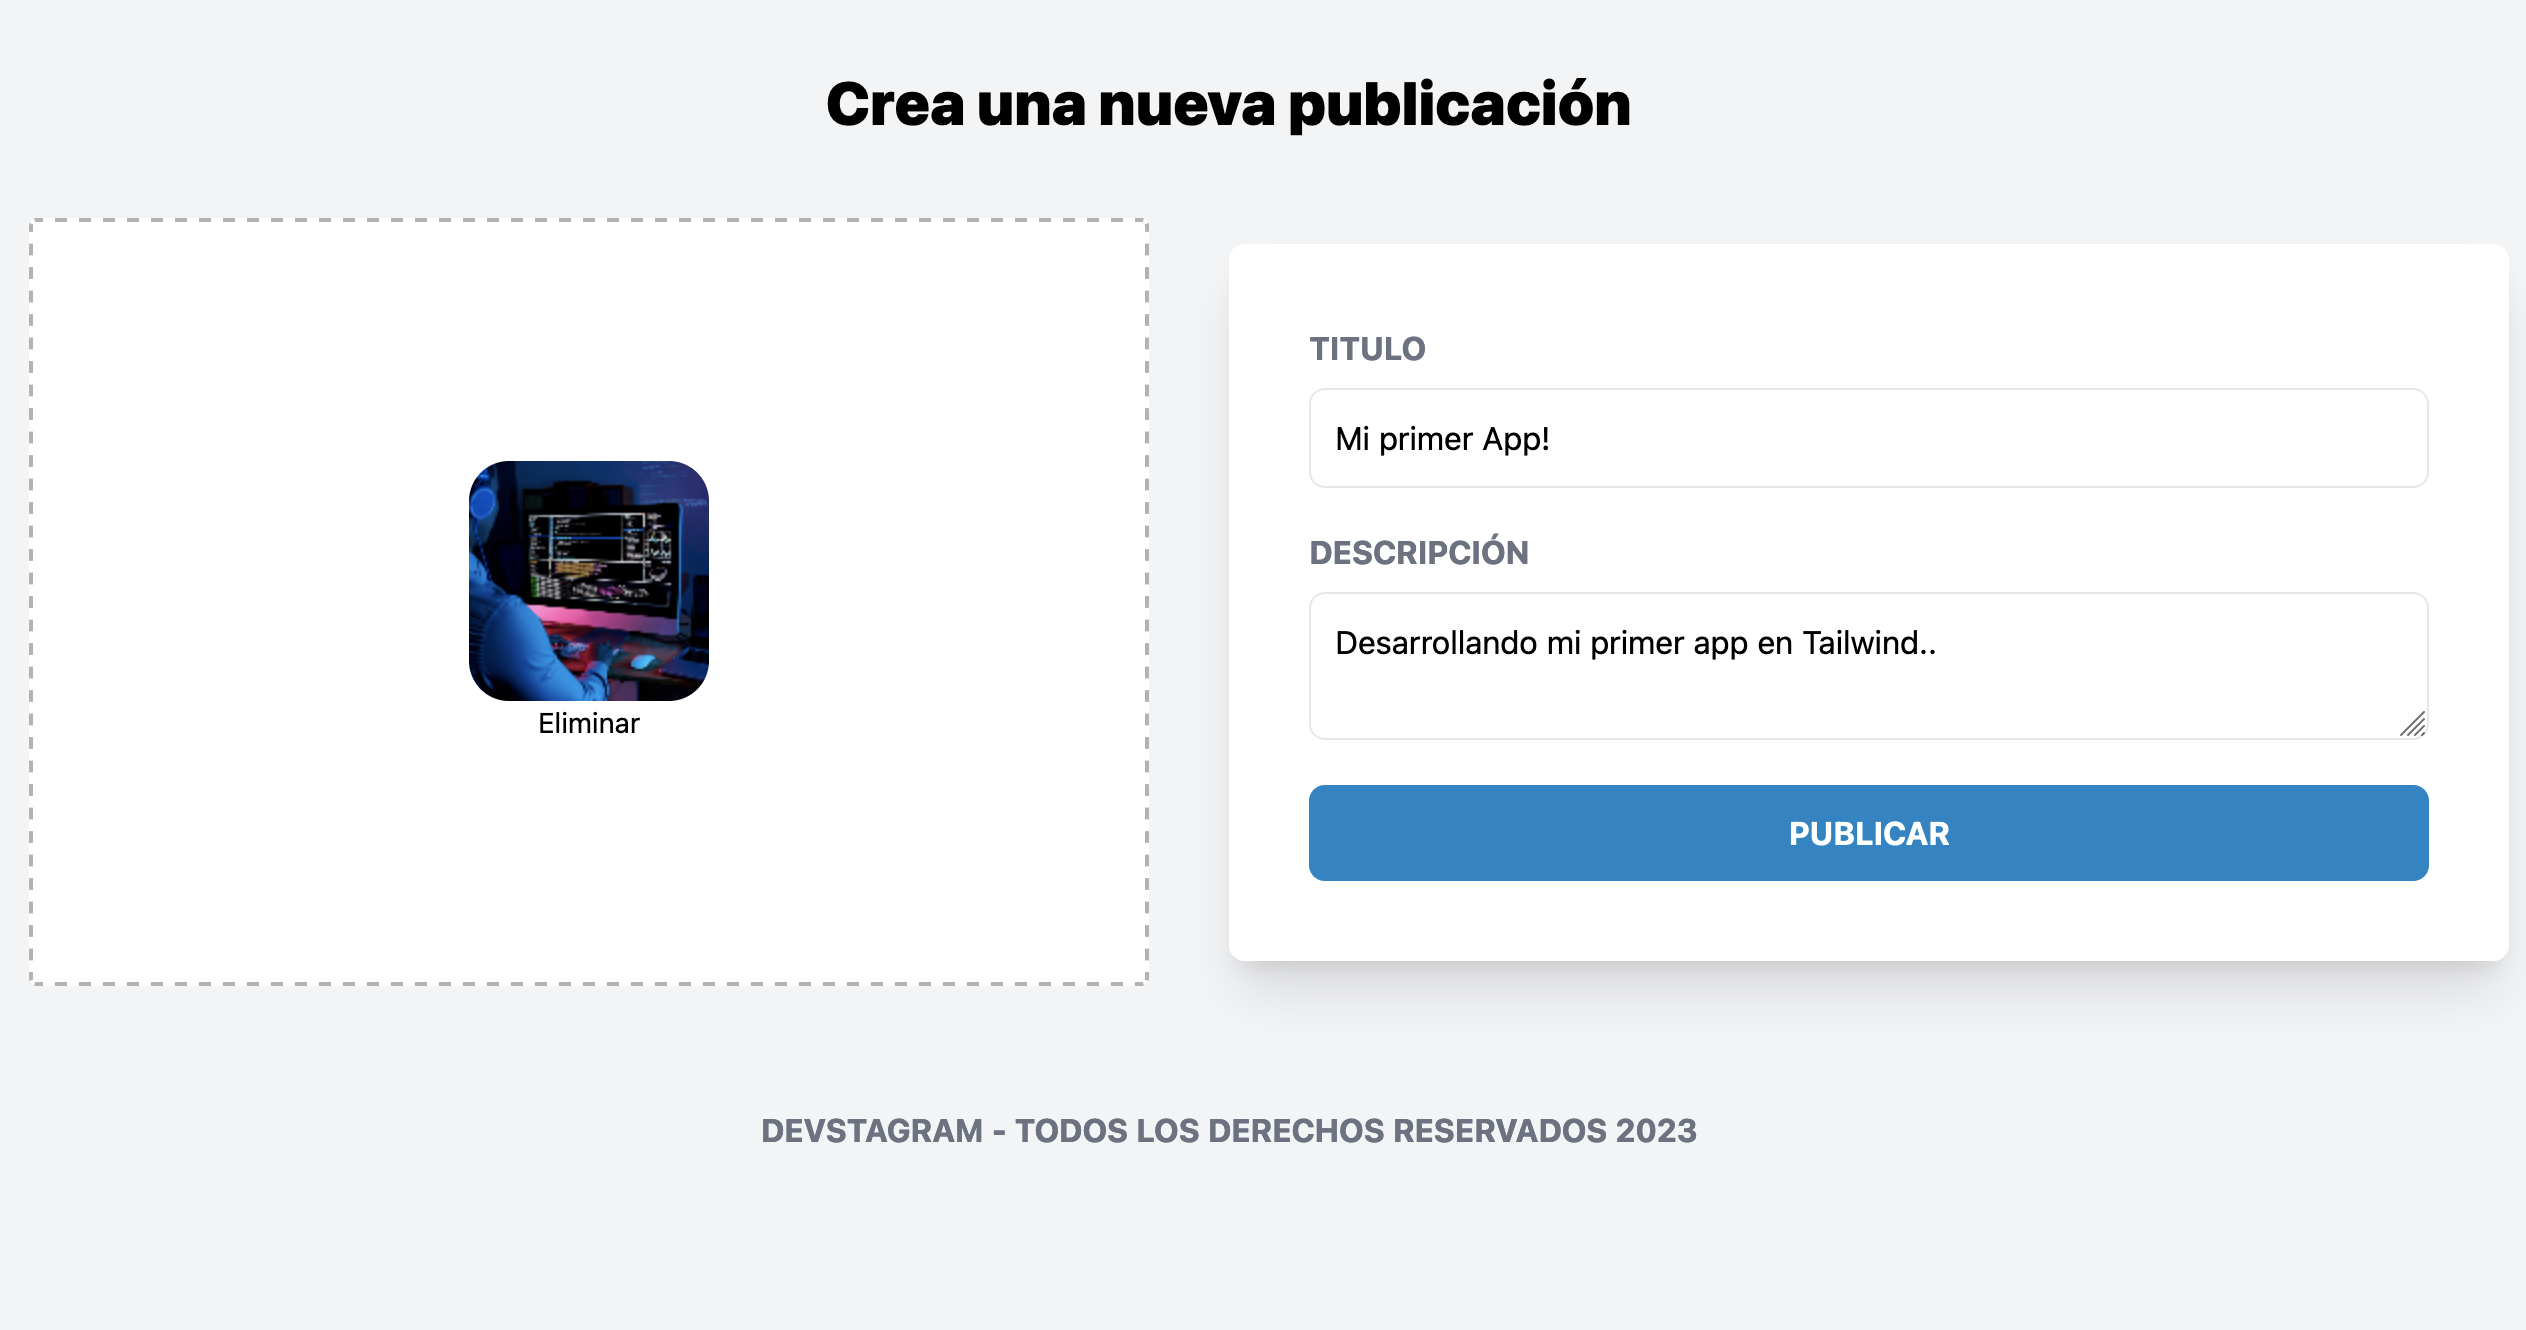 Crea una nueva publicación
Eliminar
TITULO
Mi primer App!
DESCRIPCIÓN
Desarrollando mi primer app en Tailwind..
PUBLICAR
DEVSTAGRAM - TODOS LOS DERECHOS RESERVADOS 2023